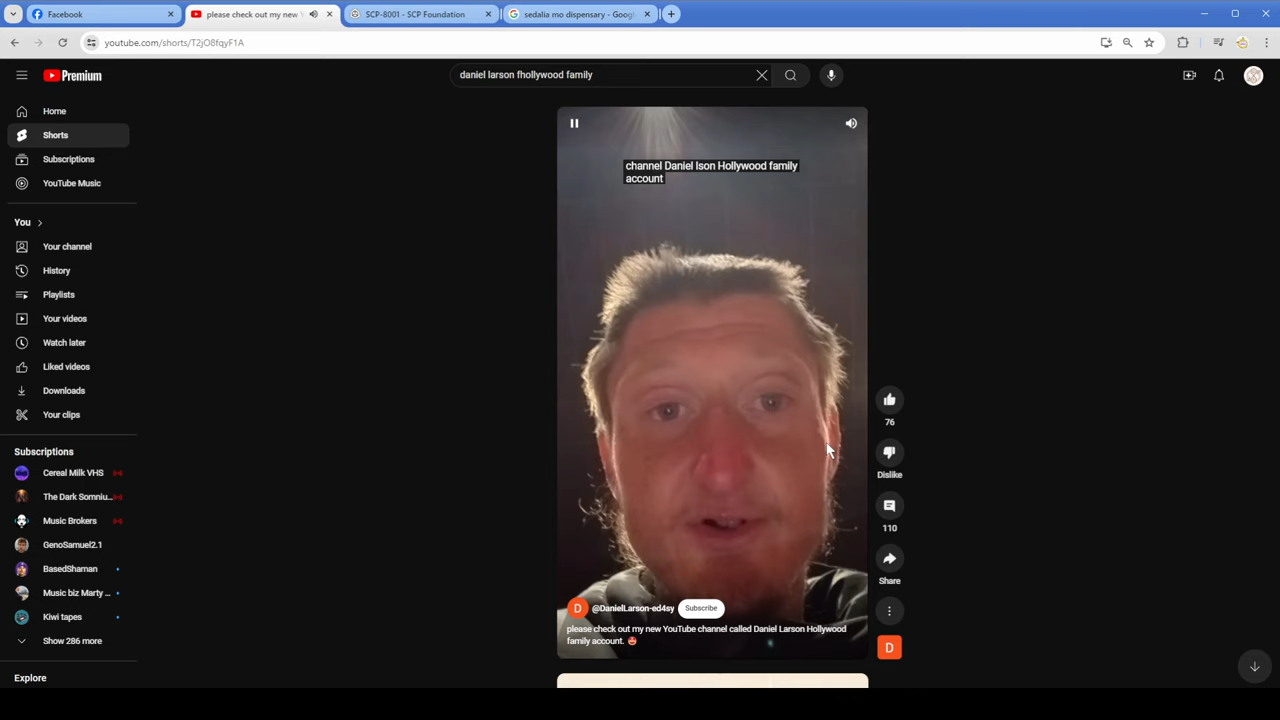 Facebook
please check out my new Y
SCP-8001 - SCP Foundation
sedalia mo dispensary - Goog
youtube.com/shorts/T2jO8fqyF1A
Premium
daniel larson fhollywood family
Home
Shorts
Subscriptions
YouTube Music
You
Your channel
History
Playlists
Your videos
Watch later
Liked videos
Downloads
Your clips
Subscriptions
Cereal Milk VHS
The Dark Somniu...
Music Brokers
GenoSamuel2.1
BasedShaman
Music biz Marty ...
Kiwi tapes
Show 286 more
Explore
channel Daniel lson Hollywood family
account
D @DanielLarson-ed4sy Subscribe
please check out my new YouTube channel called Daniel Larson Hollywood
family account. 🤩
76
Dislike
110
Share
D